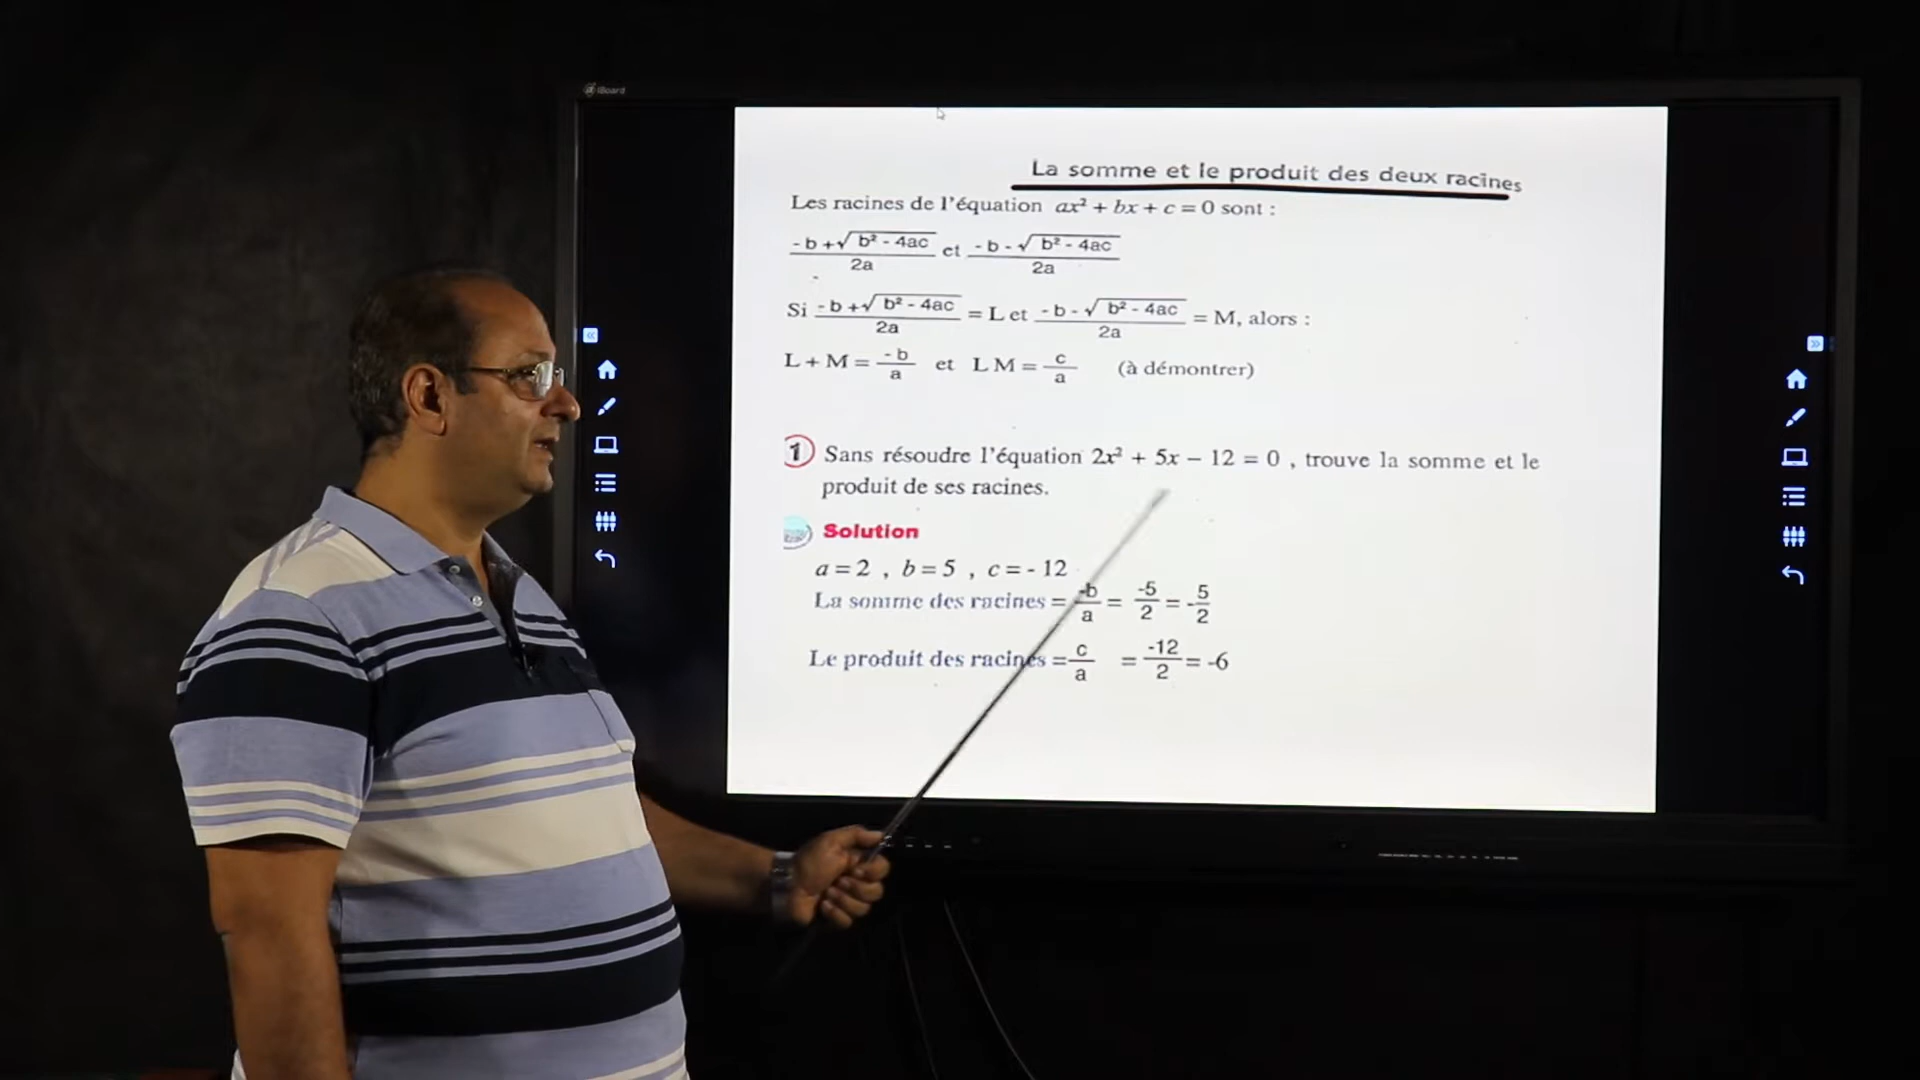 iBoard
La somme et le produit des deux racines
Les racines de l'équation ax² + bx + c = 0 sont :
(-b + √(b² - 4ac))/2a et (-b - √(b² - 4ac))/2a
Si (-b + √(b² - 4ac))/2a = L et (-b - √(b² - 4ac))/2a = M, alors :
L + M = -b/a et L M = c/a (à démontrer)
1 Sans résoudre l'équation 2x² + 5x − 12 = 0 , trouve la somme et le
produit de ses racines.
Solution
a = 2 , b = 5 , c = - 12
La somme des racines = -b/a = -5/2 = -5/2
Le produit des racines = c/a = -12/2 = -6